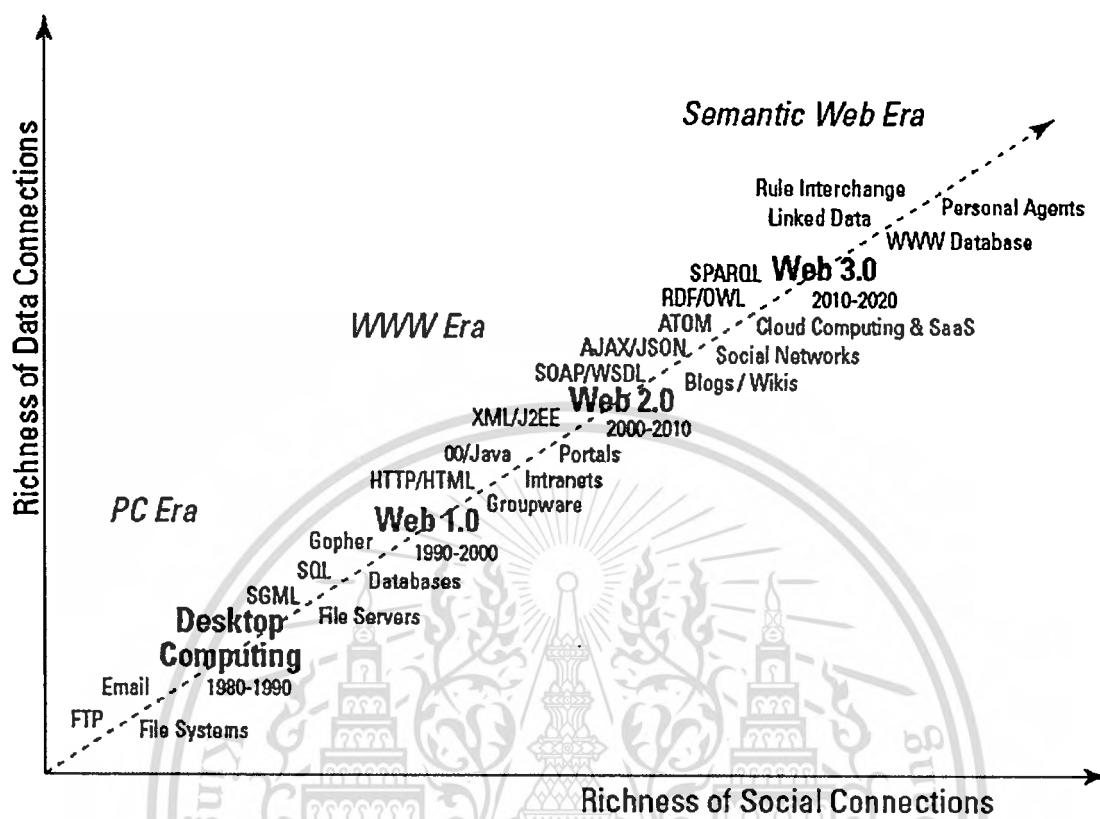 Semantic Web Era
Rule Interchange
Personal Agents
Linked Data
WWW Database
SPARQL
Web 3.0
RDF/OWL
2010-2020
ATOM
Cloud Computing & SaaS
WWW Era
AJAX/JSON
Social Networks
SOAP/WSDL
Blogs / Wikis
Web 2.0
XML/J2EE
2000-2010
OO/Java
Portals
HTTP/HTML
Intranets
Groupware
PC Era
Web 1.0
Gopher
1990-2000
SQL
Databases
SGML
File Servers
Desktop
Computing
Email
1980-1990
FTP
File Systems
Richness of Data Connections
Richness of Social Connections